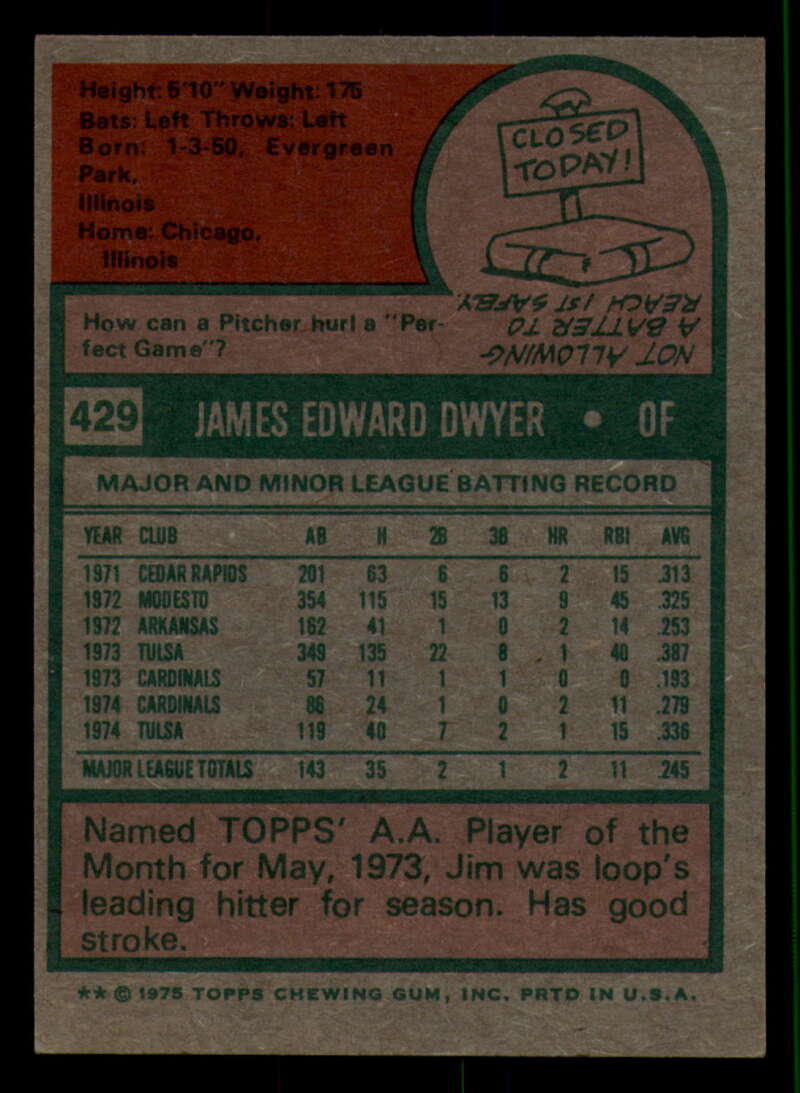 Height: 5'10" Weight: 175
Bats: Left Throws: Left
Born: 1-3-50, Evergreen
Park,
Illinois
Home: Chicago,
Illinois
CLOSED
TODAY!
How can a Pitcher hurl a "Per-
fect Game"?
NOT ALLOWING
A BATTER TO
REACH 1ST SAFELY.
429 JAMES EDWARD DWYER • OF
MAJOR AND MINOR LEAGUE BATTING RECORD
YEAR CLUB AB H 2B 3B HR RBI AVG
1971 CEDAR RAPIDS 201 63 6 6 2 15 .313
1972 MODESTO 354 115 15 13 9 45 .325
1972 ARKANSAS 162 41 1 0 2 14 .253
1973 TULSA 349 135 22 8 1 40 .387
1973 CARDINALS 57 11 1 1 0 0 .193
1974 CARDINALS 86 24 1 0 2 11 .279
1974 TULSA 119 40 7 2 1 15 .336
MAJOR LEAGUE TOTALS 143 35 2 1 2 11 .245
Named TOPPS' A.A. Player of the
Month for May, 1973, Jim was loop's
leading hitter for season. Has good
stroke.
** © 1975 TOPPS CHEWING GUM, INC. PRTD IN U.S.A.